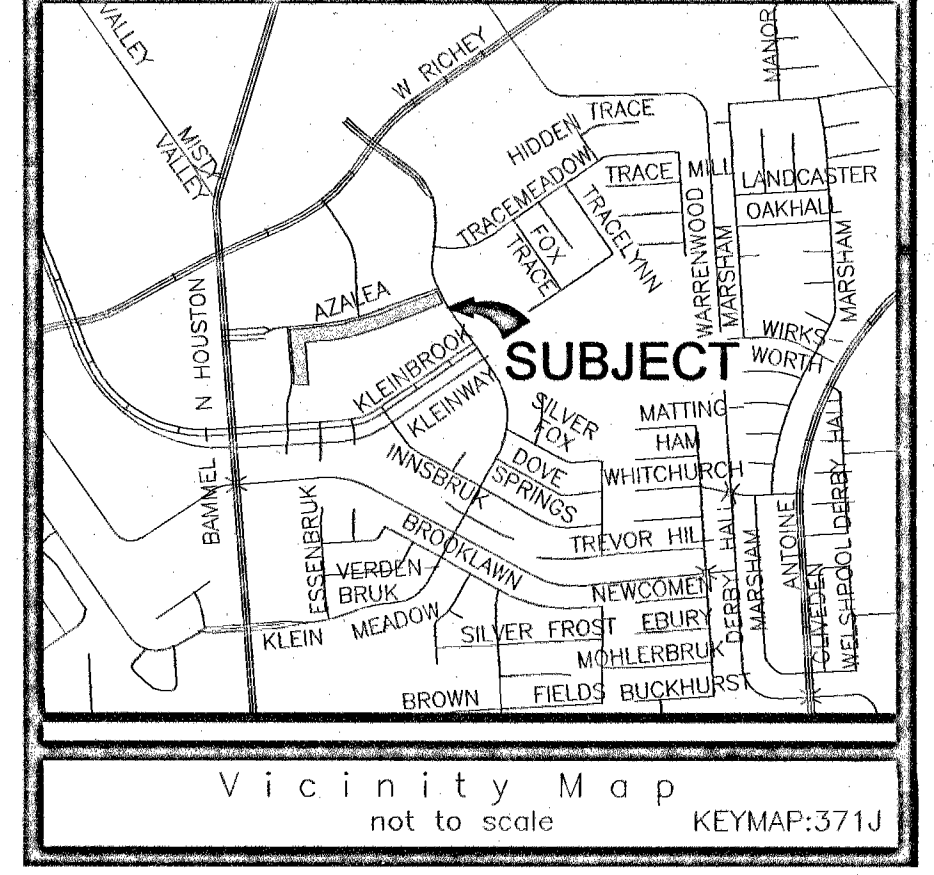 VALLEY
MISTY
VALLEY
W RICHEY
MANOR
HIDDEN TRACE
TRACEMEADOW
TRACE MILL
LANDCASTER
OAKHALL
FOX
TRACE
TRACELYNN
WARRENWOOD
MARSHAM
MARSHAM
AZALEA
BAMMEL N HOUSTON
KLEINBROOK
KLEINWAY
SUBJECT
WIRKS
WORTH
SILVER
FOX
MATTING
HAM
WHITCHURCH
DOVE
SPRINGS
INNSBRUK
TREVOR HILL
DERBY HALL
MARSHAM
ANTOINE
CLIVEDEN
WELSHPOOL
DERBY HALL
ESSENBRUK
BROOKLAWN
VERDEN
BRUK
NEWCOMEN
KLEIN MEADOW
SILVER FROST
EBURY
MOHLERBRUK
BROWN FIELDS
BUCKHURST
Vicinity Map
not to scale
KEYMAP:371J